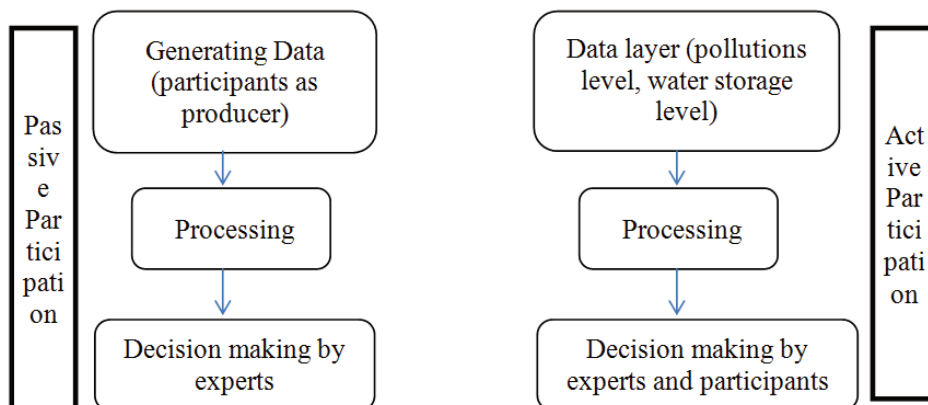 Pas
siv
e
Par
tici
pati
on
Generating Data
(participants as
producer)
Processing
Decision making by
experts
Data layer (pollutions
level, water storage
level)
Processing
Decision making by
experts and participants
Act
ive
Par
tici
pati
on